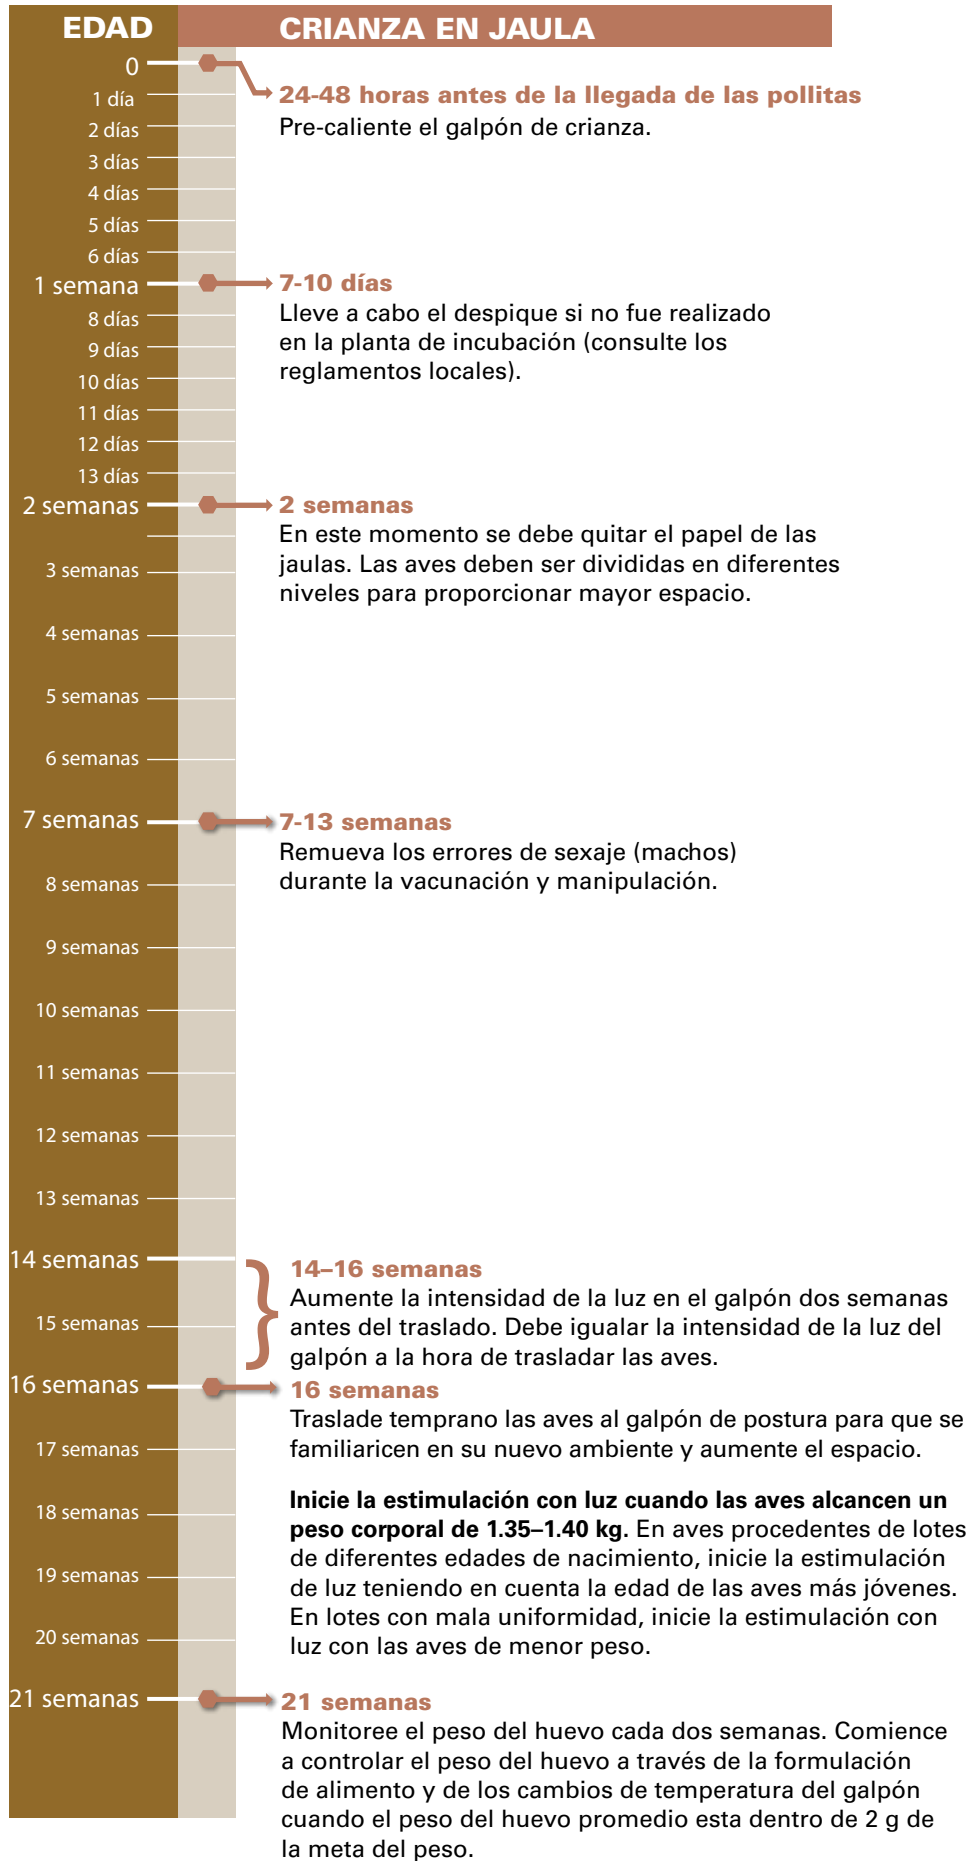 EDAD
CRIANZA EN JAULA
0
24-48 horas antes de la llegada de las pollitas
Pre-caliente el galpón de crianza.
1 día
2 días
3 días
4 días
5 días
6 días
1 semana
7-10 días
Lleve a cabo el despique si no fue realizado
en la planta de incubación (consulte los
reglamentos locales).
8 días
9 días
10 días
11 días
12 días
13 días
2 semanas
2 semanas
En este momento se debe quitar el papel de las
jaulas. Las aves deben ser divididas en diferentes
niveles para proporcionar mayor espacio.
3 semanas
4 semanas
5 semanas
6 semanas
7 semanas
7-13 semanas
Remueva los errores de sexaje (machos)
durante la vacunación y manipulación.
8 semanas
9 semanas
10 semanas
11 semanas
12 semanas
13 semanas
14 semanas
14–16 semanas
Aumente la intensidad de la luz en el galpón dos semanas
antes del traslado. Debe igualar la intensidad de la luz del
galpón a la hora de trasladar las aves.
15 semanas
16 semanas
16 semanas
Traslade temprano las aves al galpón de postura para que se
familiaricen en su nuevo ambiente y aumente el espacio.
Inicie la estimulación con luz cuando las aves alcancen un
peso corporal de 1.35–1.40 kg. En aves procedentes de lotes
de diferentes edades de nacimiento, inicie la estimulación
de luz teniendo en cuenta la edad de las aves más jóvenes.
En lotes con mala uniformidad, inicie la estimulación con
luz con las aves de menor peso.
17 semanas
18 semanas
19 semanas
20 semanas
21 semanas
21 semanas
Monitoree el peso del huevo cada dos semanas. Comience
a controlar el peso del huevo a través de la formulación
de alimento y de los cambios de temperatura del galpón
cuando el peso del huevo promedio esta dentro de 2 g de
la meta del peso.